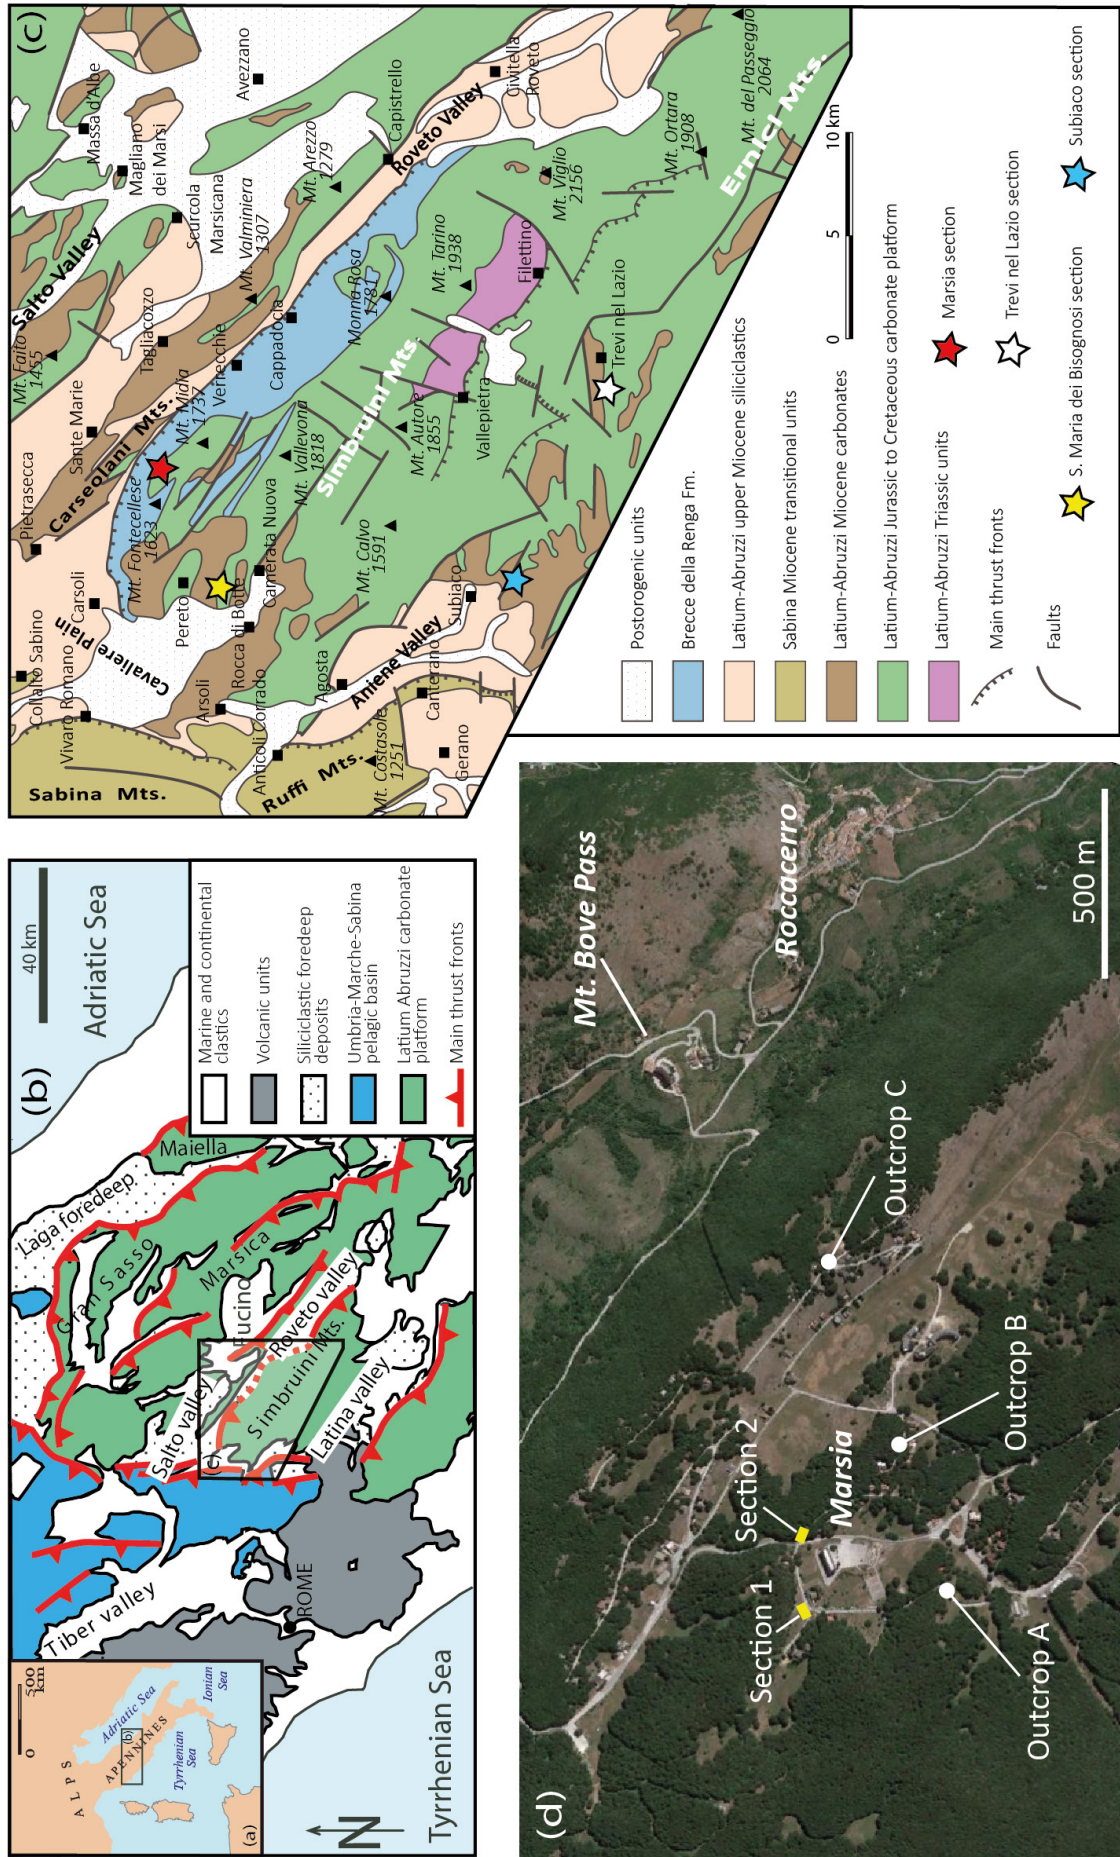 (a)
ALPS
APENNINES
Adriatic Sea
Tyrrhenian
Sea
Ionian
Sea
(b)
0
500
km
(b)
40 km
Adriatic Sea
Tyrrhenian Sea
N
Tiber valley
ROME
Laga foredeep
Gran Sasso
Maiella
Marsica
Fucino
Salto valley
Roveto valley
Simbruini Mts.
Latina valley
(c)
Marine and continental
clastics
Volcanic units
Siliciclastic foredeep
deposits
Umbria-Marche-Sabina
pelagic basin
Latium Abruzzi carbonate
platform
Main thrust fronts
(c)
Collalto Sabino
Vivaro Romano
Carsoli
Cavaliere Plain
Pietrasecca
Sante Marie
Carseolani Mts.
Mt. Faito
1455
Salto Valley
Massa d'Albe
Magliano
dei Marsi
Avezzano
Scurcola
Marsicana
Tagliacozzo
Mt. Valminiera
1307
Mt. Arezzo
1279
Capistrello
Roveto Valley
Civitella
Roveto
Mt. Fontecellese
1623
Mt. Midia
1737
Verrecchie
Cappadocia
Pereto
Rocca di Botte
Camerata Nuova
Arsoli
Anticoli Corrado
Sabina Mts.
Ruffi Mts.
Mt. Costasole
1251
Gerano
Canterano
Agosta
Aniene Valley
Subiaco
Mt. Calvo
1591
Mt. Vallevona
1818
Simbruini Mts.
Monna Rosa
1781
Mt. Autore
1855
Vallepietra
Mt. Tarino
1938
Filettino
Mt. Viglio
2156
Trevi nel Lazio
Mt. Ortara
1908
Mt. del Passeggio
2064
Ernici Mts.
0
5
10 km
Postorogenic units
Brecce della Renga Fm.
Latium-Abruzzi upper Miocene siliciclastics
Sabina Miocene transitional units
Latium-Abruzzi Miocene carbonates
Latium-Abruzzi Jurassic to Cretaceous carbonate platform
Latium-Abruzzi Triassic units
Main thrust fronts
Faults
Marsia section
Trevi nel Lazio section
S. Maria dei Bisognosi section
Subiaco section
(d)
Mt. Bove Pass
Roccacerro
Section 1
Section 2
Marsia
Outcrop A
Outcrop B
Outcrop C
500 m